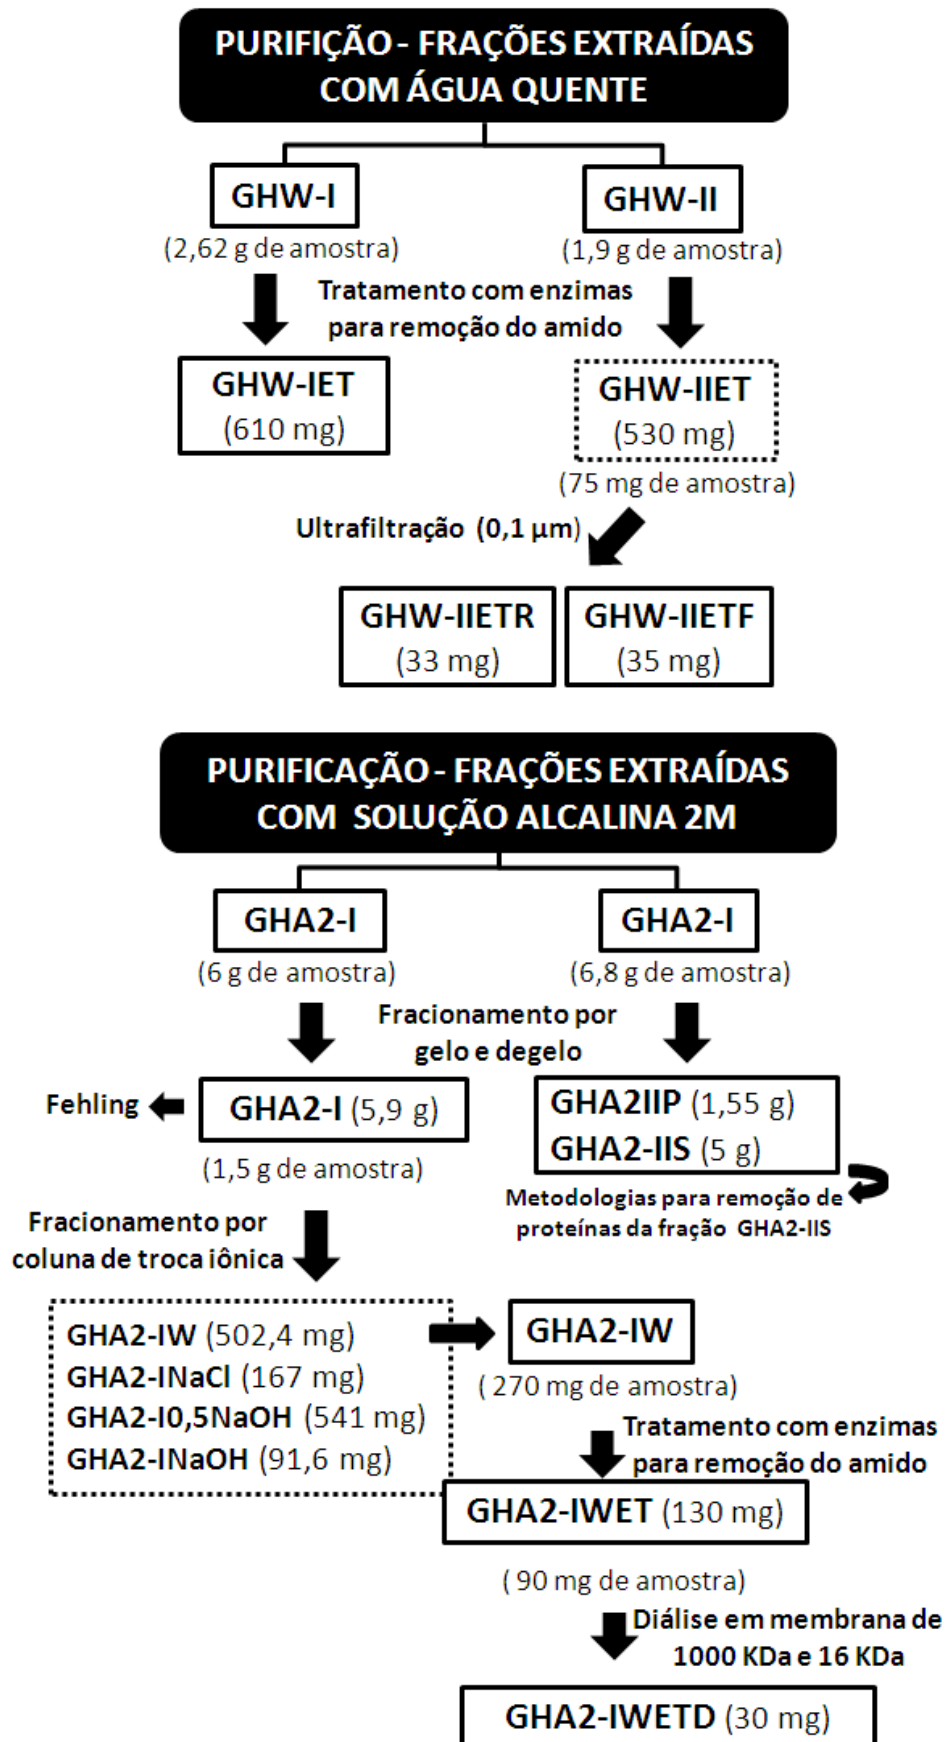 PURIFIÇÃO - FRAÇÕES EXTRAÍDAS
COM ÁGUA QUENTE
GHW-I
GHW-II
(2,62 g de amostra)
(1,9 g de amostra)
Tratamento com enzimas
para remoção do amido
GHW-IET
(610 mg)
GHW-IIET
(530 mg)
(75 mg de amostra)
Ultrafiltração (0,1 µm)
GHW-IIETR
(33 mg)
GHW-IIETF
(35 mg)
PURIFICAÇÃO - FRAÇÕES EXTRAÍDAS
COM SOLUÇÃO ALCALINA 2M
GHA2-I
GHA2-I
(6 g de amostra)
(6,8 g de amostra)
Fracionamento por
gelo e degelo
Fehling
GHA2-I (5,9 g)
GHA2IIP (1,55 g)
GHA2-IIS (5 g)
(1,5 g de amostra)
Metodologias para remoção de
proteínas da fração GHA2-IIS
Fracionamento por
coluna de troca iônica
GHA2-IW (502,4 mg)
GHA2-INaCl (167 mg)
GHA2-I0,5NaOH (541 mg)
GHA2-INaOH (91,6 mg)
GHA2-IW
( 270 mg de amostra)
Tratamento com enzimas
para remoção do amido
GHA2-IWET (130 mg)
( 90 mg de amostra)
Diálise em membrana de
1000 KDa e 16 KDa
GHA2-IWETD (30 mg)